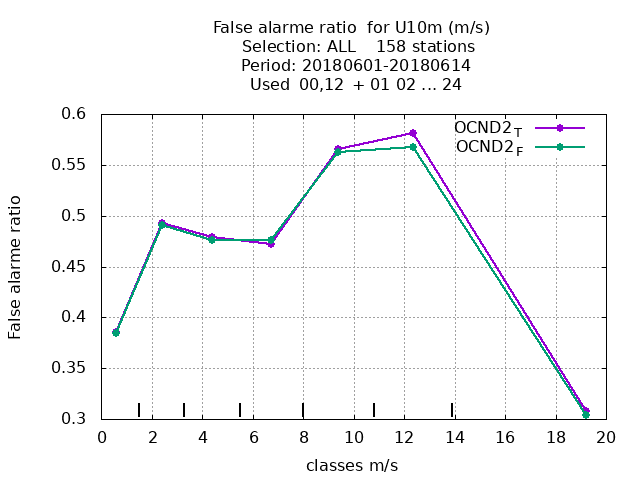 False alarme ratio  for U10m (m/s)
Selection: ALL    158 stations
Period: 20180601-20180614
Used  00,12  + 01 02 ... 24
OCND2T
OCND2F
False alarme ratio
0.6
0.55
0.5
0.45
0.4
0.35
0.3
0 2 4 6 8 10 12 14 16 18 20
classes m/s